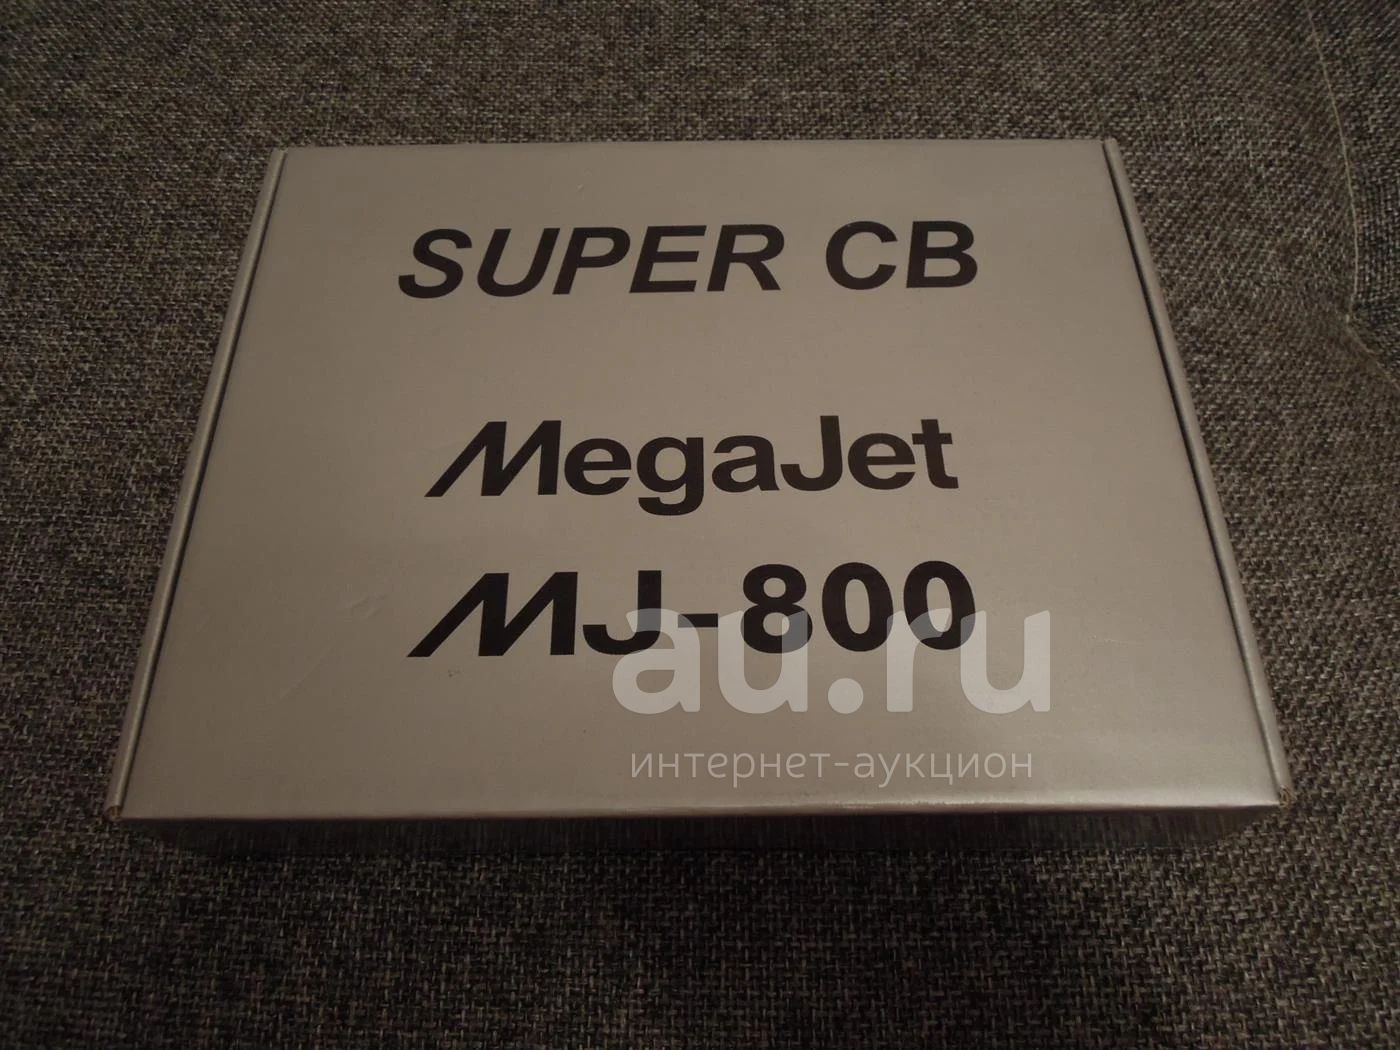 SUPER CB
MegaJet
MJ-800
au.ru
интернет-аукцион